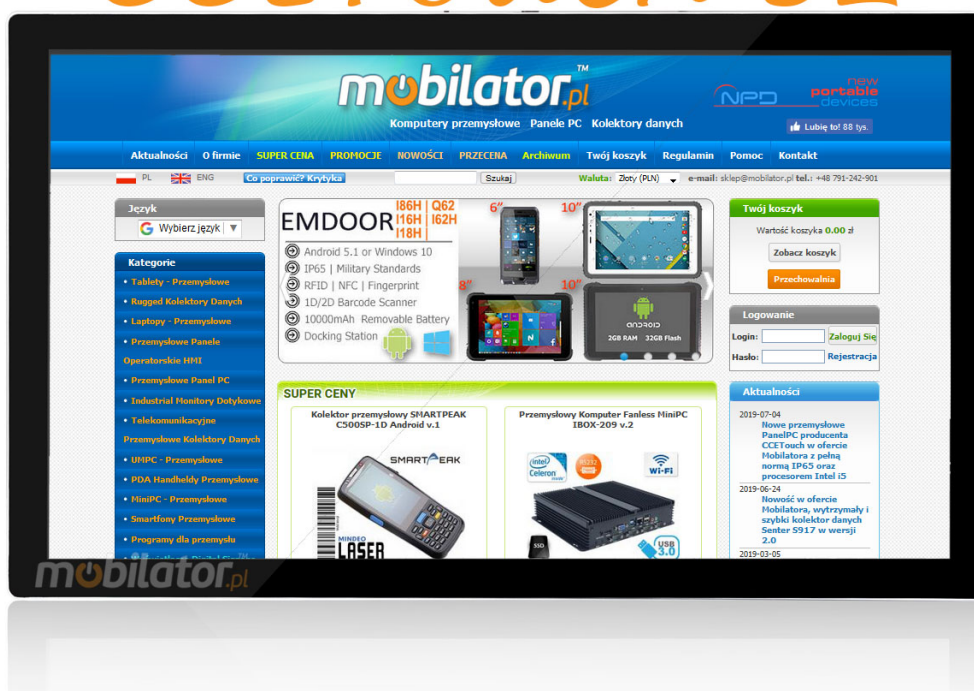 mobilator.pl™
Komputery przemysłowe Panele PC Kolektory danych
NPD
new
portable
devices
Lubię to! 88 tys.
Aktualności O firmie SUPER CENA PROMOCJE NOWOŚCI PRZECENA Archiwum Twój koszyk Regulamin Pomoc Kontakt
PL ENG Co poprawić? Krytyka Szukaj Waluta: Złoty (PLN) e-mail: sklep@mobilator.pl tel.: +48 791-242-901
Język
G Wybierz język ▼
Kategorie
• Tablety - Przemysłowe
• Rugged Kolektory Danych
• Laptopy - Przemysłowe
• Przemysłowe Panele
Operatorskie HMI
• Przemysłowe Panel PC
• Industrial Monitory Dotykowe
• Telekomunikacyjne
Przemysłowe Kolektory Danych
• UMPC - Przemysłowe
• PDA Handheldy Przemysłowe
• MiniPC - Przemysłowe
• Smartfony Przemysłowe
• Programy dla przemysłu
EMDOOR
I86H | Q62
I16H | I62H
I18H
Android 5.1 or Windows 10
IP65 | Military Standards
RFID | NFC | Fingerprint
1D/2D Barcode Scanner
10000mAh Removable Battery
Docking Station
6"
10"
8"
10"
ANDROID
2GB RAM 32GB Flash
SUPER CENY
Kolektor przemysłowy SMARTPEAK
C500SP-1D Android v.1
SMARTPEAK
MINDEO
LASER
Przemysłowy Komputer Fanless MiniPC
IBOX-209 v.2
intel
Celeron
RS232
Wi-Fi
SSD
USB
3.0
Twój koszyk
Wartość koszyka 0.00 zł
Zobacz koszyk
Przechowalnia
Logowanie
Login: Zaloguj Się
Hasło: Rejestracja
Aktualności
2019-07-04
Nowe przemysłowe
PanelPC producenta
CCETouch w ofercie
Mobilatora z pełną
normą IP65 oraz
procesorem Intel i5
2019-06-24
Nowość w ofercie
Mobilatora, wytrzymały i
szybki kolektor danych
Senter S917 w wersji
2.0
2019-03-05
mobilator.pl